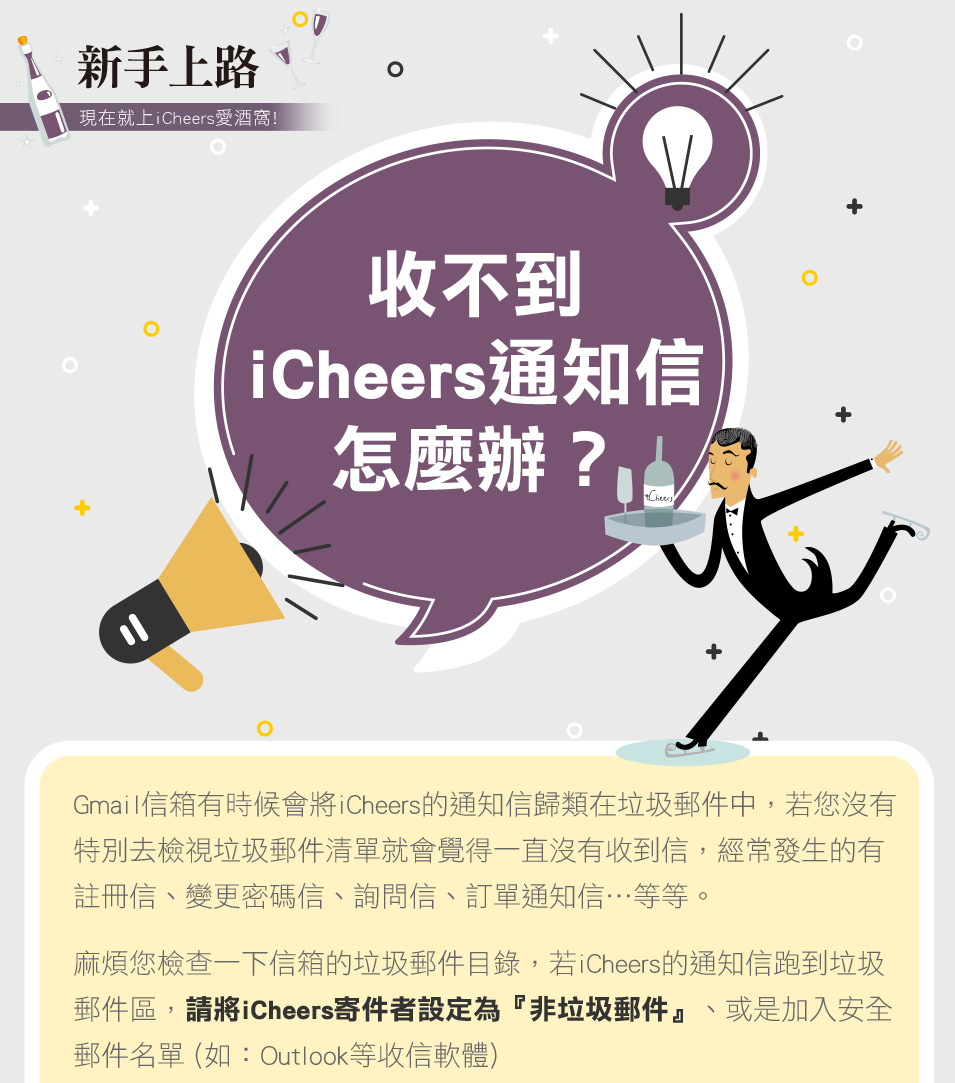 新手上路
現在就上iCheers愛酒窩!
收不到
iCheers通知信
怎麼辦？
iCheers
Gmail信箱有時候會將iCheers的通知信歸類在垃圾郵件中，若您沒有
特別去檢視垃圾郵件清單就會覺得一直沒有收到信，經常發生的有
註冊信、變更密碼信、詢問信、訂單通知信…等等。
麻煩您檢查一下信箱的垃圾郵件目錄，若iCheers的通知信跑到垃圾
郵件區，請將iCheers寄件者設定為『非垃圾郵件』、或是加入安全
郵件名單 (如：Outlook等收信軟體)